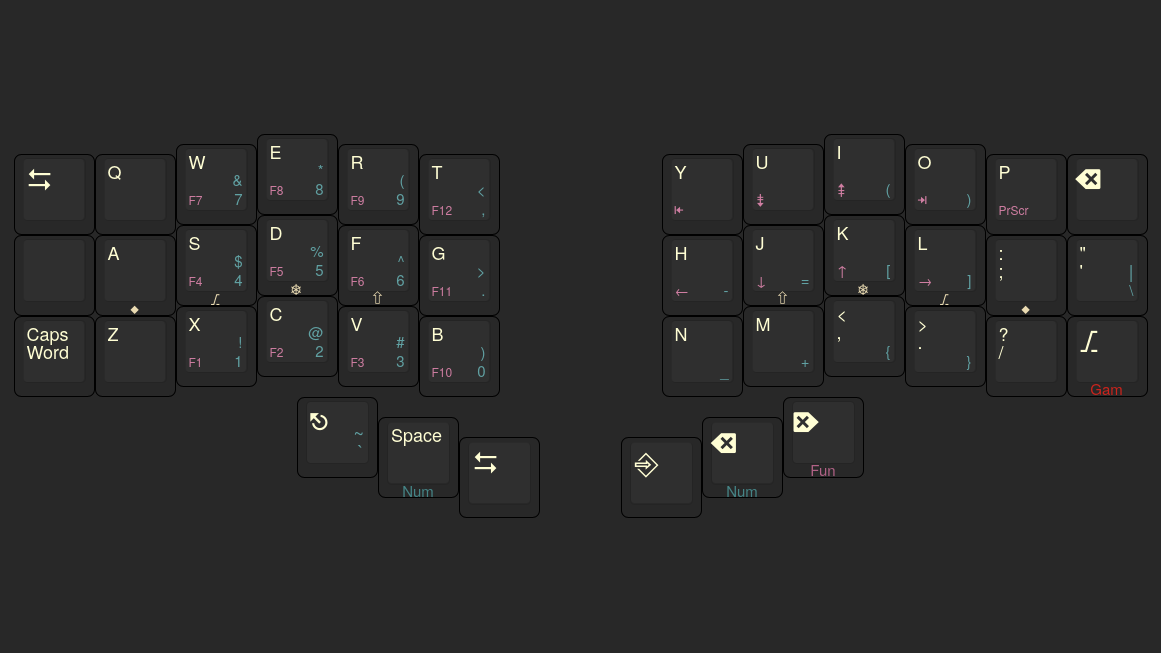 ⇆ Q W & F7 7 E * F8 8 R ( F9 9 T < F12 ,
Y ⇤ U ⇟ I ⇞ ( O ⇥ ) P PrScr ⌫
A ◆ S $ F4 4 ⎎ D % F5 5 ❄ F ^ F6 6 ⇧ G > F11 .
H ← - J ↓ = ⇧ K ↑ [ ❄ L → ] ⎎ : ; ◆ " ' | \
Caps
Word
Z X ! F1 1 C @ F2 2 V # F3 3 B ) F10 0
N _ M + < , { > . } ? / ⎎ Gam
⎋ ~ ` Space Num ⇆
⎆ ⌫ Num ⌦ Fun